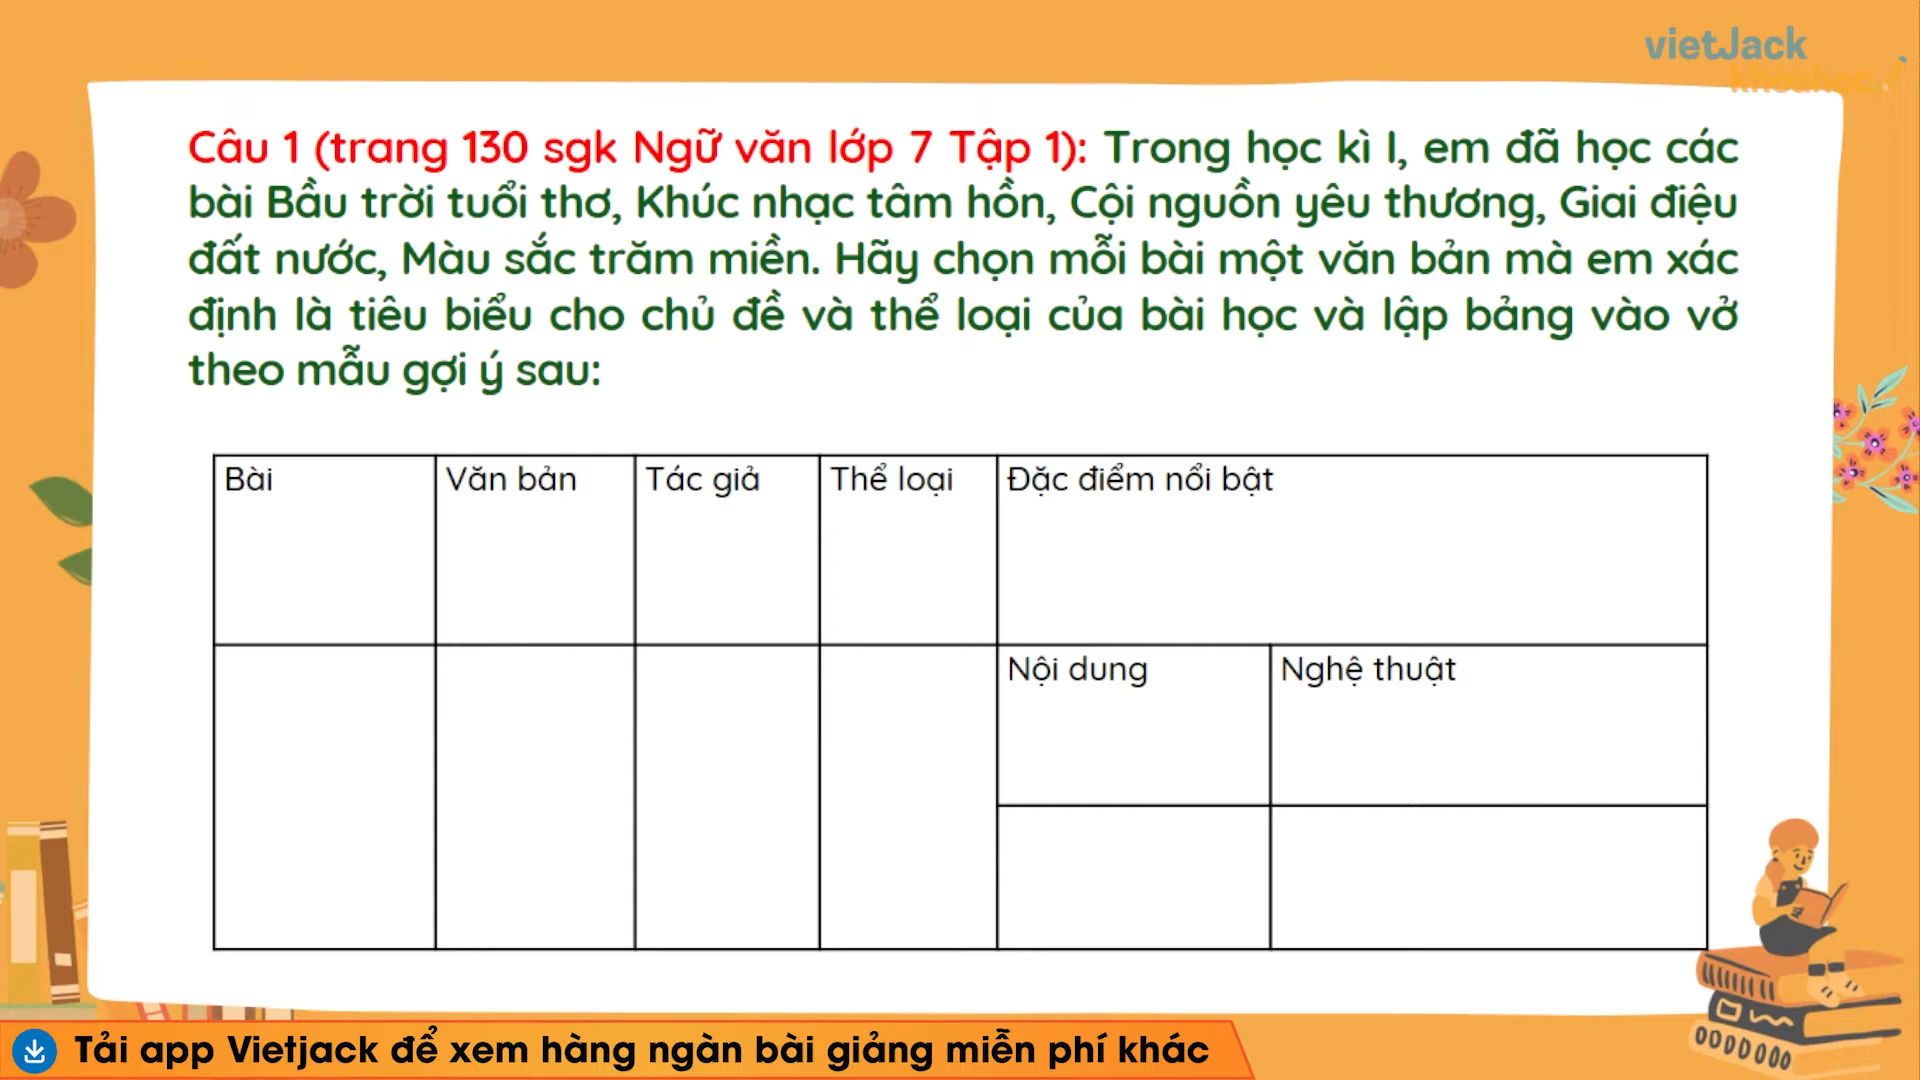 vietJack
khoahoc
Câu 1 (trang 130 sgk Ngữ văn lớp 7 Tập 1): Trong học kì I, em đã học các
bài Bầu trời tuổi thơ, Khúc nhạc tâm hồn, Cội nguồn yêu thương, Giai điệu
đất nước, Màu sắc trăm miền. Hãy chọn mỗi bài một văn bản mà em xác
định là tiêu biểu cho chủ đề và thể loại của bài học và lập bảng vào vở
theo mẫu gợi ý sau:
Bài Văn bản Tác giả Thể loại Đặc điểm nổi bật
Nội dung Nghệ thuật
Tải app Vietjack để xem hàng ngàn bài giảng miễn phí khác